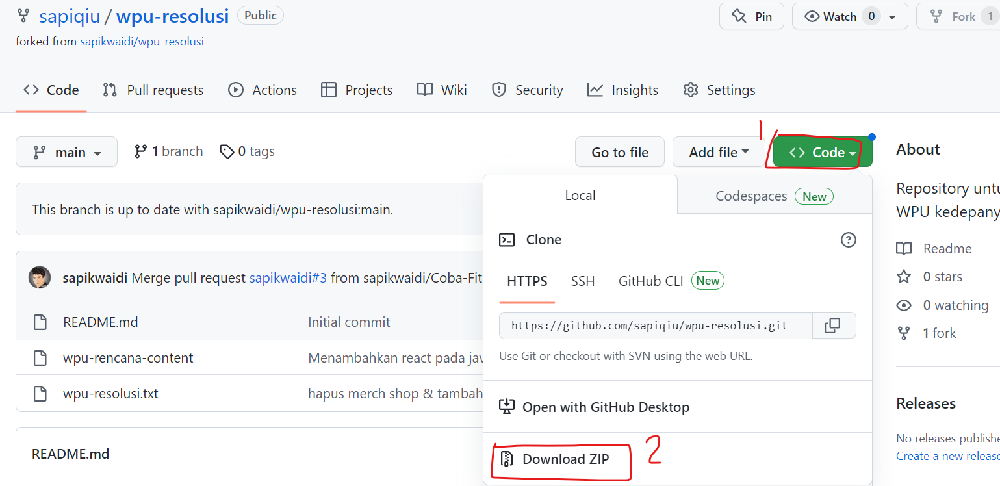 sapiqiu / wpu-resolusi Public
Pin
Watch 0
Fork 1
forked from sapikwaidi/wpu-resolusi
Code
Pull requests
Actions
Projects
Wiki
Security
Insights
Settings
main
1 branch
0 tags
Go to file
Add file
1
Code
This branch is up to date with sapikwaidi/wpu-resolusi:main.
sapikwaidi Merge pull request sapikwaidi#3 from sapikwaidi/Coba-Fit
README.md Initial commit
wpu-rencana-content Menambahkan react pada jav
wpu-resolusi.txt hapus merch shop & tambah
README.md
Local
Codespaces New
Clone
HTTPS
SSH
GitHub CLI New
https://github.com/sapiqiu/wpu-resolusi.git
Use Git or checkout with SVN using the web URL.
Open with GitHub Desktop
Download ZIP
2
About
Repository untu
WPU kedepany
Readme
0 stars
0 watching
1 fork
Releases
No releases publishe
Create a new release